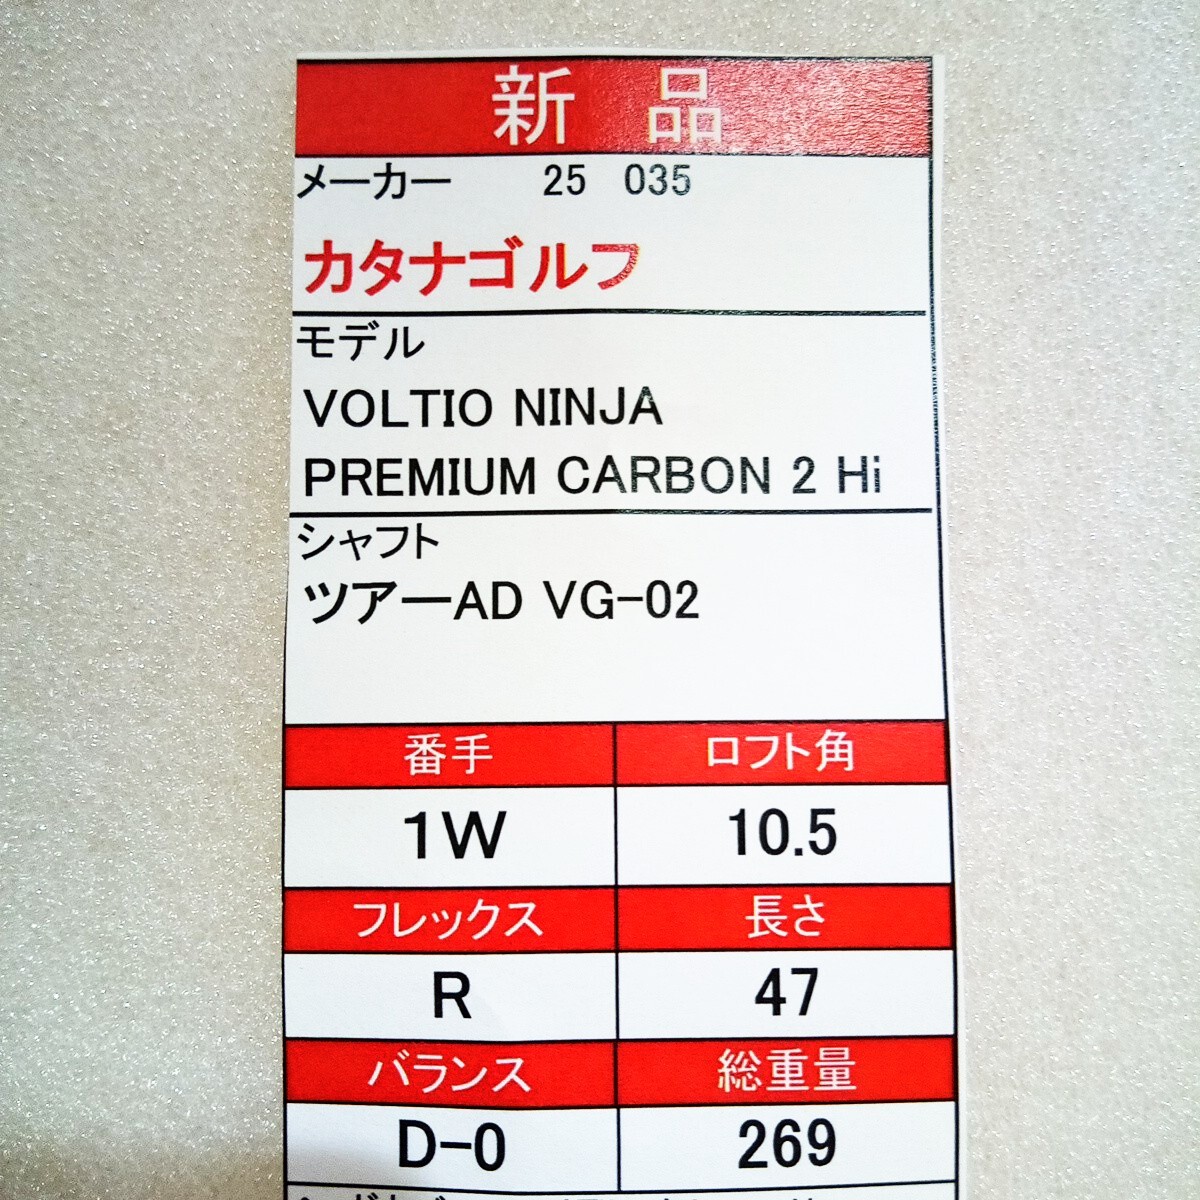 新 品
メーカー 25 035
カタナゴルフ
モデル
VOLTIO NINJA
PREMIUM CARBON 2 Hi
シャフト
ツアーAD VG-02
番手 ロフト角
1W 10.5
フレックス 長さ
R 47
バランス 総重量
D-0 269